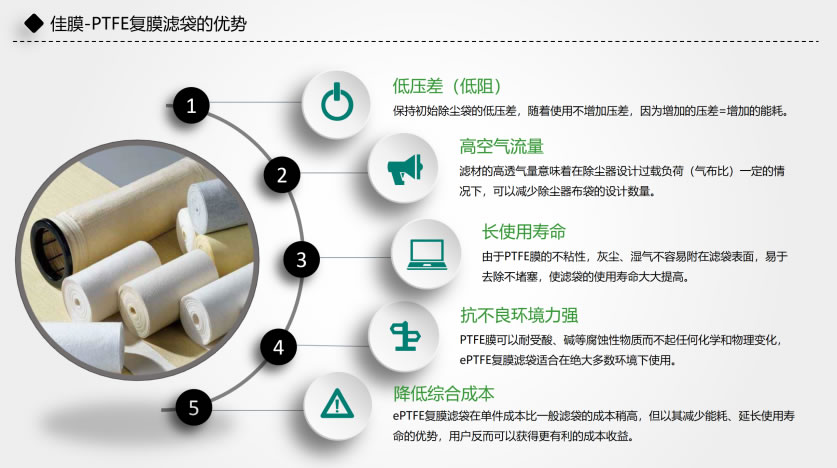 佳膜-PTFE复膜滤袋的优势
1
低压差（低阻）
保持初始除尘袋的低压差，随着使用不增加压差，因为增加的压差=增加的能耗。
2
高空气流量
滤材的高透气量意味着在除尘器设计过载负荷（气布比）一定的情
况下，可以减少除尘器布袋的设计数量。
3
长使用寿命
由于PTFE膜的不粘性，灰尘、湿气不容易附在滤袋表面，易于
去除不堵塞，使滤袋的使用寿命大大提高。
4
抗不良环境力强
PTFE膜可以耐受酸、碱等腐蚀性物质而不起任何化学和物理变化，
ePTFE复膜滤袋适合在绝大多数环境下使用。
5
降低综合成本
ePTFE复膜滤袋在单件成本比一般滤袋的成本稍高，但以其减少能耗、延长使用寿
命的优势，用户反而可以获得更有利的成本收益。